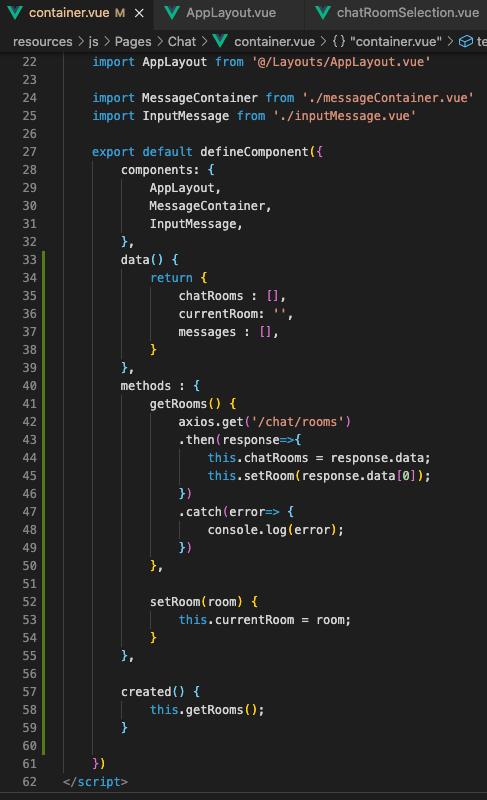 container.vue M × AppLayout.vue chatRoomSelection.vue
resources > js > Pages > Chat > container.vue > {} "container.vue" > te
22 import AppLayout from '@/Layouts/AppLayout.vue'
23
24 import MessageContainer from './messageContainer.vue'
25 import InputMessage from './inputMessage.vue'
26
27 export default defineComponent({
28 components: {
29 AppLayout,
30 MessageContainer,
31 InputMessage,
32 },
33 data() {
34 return {
35 chatRooms : [],
36 currentRoom: '',
37 messages : [],
38 }
39 },
40 methods : {
41 getRooms() {
42 axios.get('/chat/rooms')
43 .then(response=>{
44 this.chatRooms = response.data;
45 this.setRoom(response.data[0]);
46 })
47 .catch(error=> {
48 console.log(error);
49 })
50 },
51
52 setRoom(room) {
53 this.currentRoom = room;
54 }
55 },
56
57 created() {
58 this.getRooms();
59 }
60
61 })
62 </script>